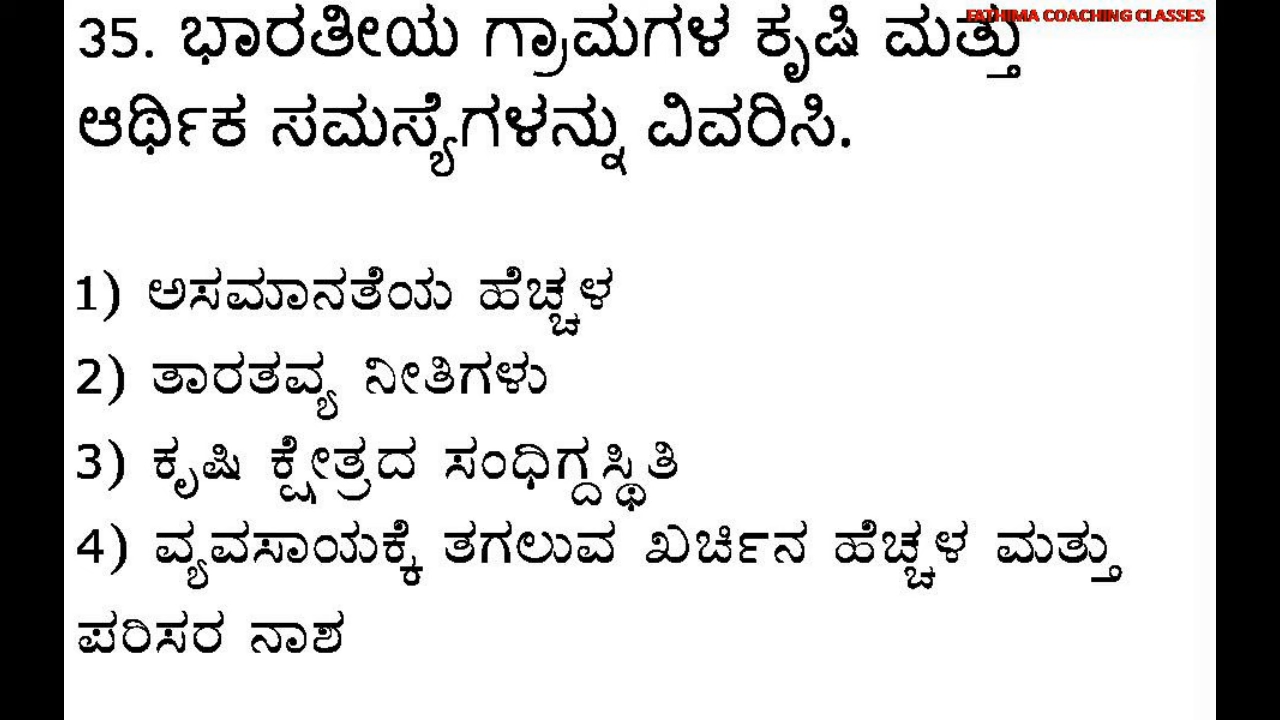 FATHIMA COACHING CLASSES
35. ಭಾರತೀಯ ಗ್ರಾಮಗಳ ಕೃಷಿ ಮತ್ತು
ಆರ್ಥಿಕ ಸಮಸ್ಯೆಗಳನ್ನು ವಿವರಿಸಿ.
1) ಅಸಮಾನತೆಯ ಹೆಚ್ಚಳ
2) ತಾರತವ್ಯ ನೀತಿಗಳು
3) ಕೃಷಿ ಕ್ಷೇತ್ರದ ಸಂಧಿಗ್ದಸ್ಥಿತಿ
4) ವ್ಯವಸಾಯಕ್ಕೆ ತಗಲುವ ಖರ್ಚಿನ ಹೆಚ್ಚಳ ಮತ್ತು
ಪರಿಸರ ನಾಶ